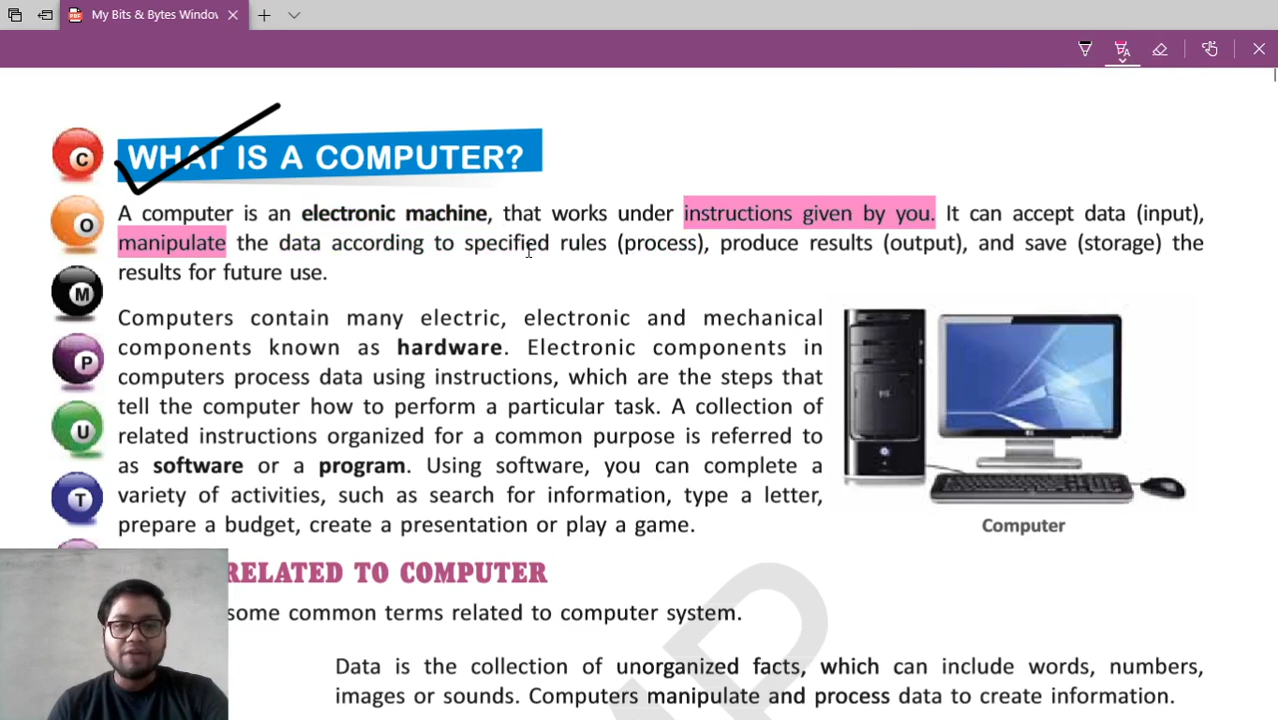 My Bits & Bytes Window
WHAT IS A COMPUTER?
A computer is an electronic machine, that works under instructions given by you. It can accept data (input),
manipulate the data according to specified rules (process), produce results (output), and save (storage) the
results for future use.
Computers contain many electric, electronic and mechanical
components known as hardware. Electronic components in
computers process data using instructions, which are the steps that
tell the computer how to perform a particular task. A collection of
related instructions organized for a common purpose is referred to
as software or a program. Using software, you can complete a
variety of activities, such as search for information, type a letter,
prepare a budget, create a presentation or play a game.
Computer
C
O
M
P
U
T
RELATED TO COMPUTER
some common terms related to computer system.
Data is the collection of unorganized facts, which can include words, numbers,
images or sounds. Computers manipulate and process data to create information.